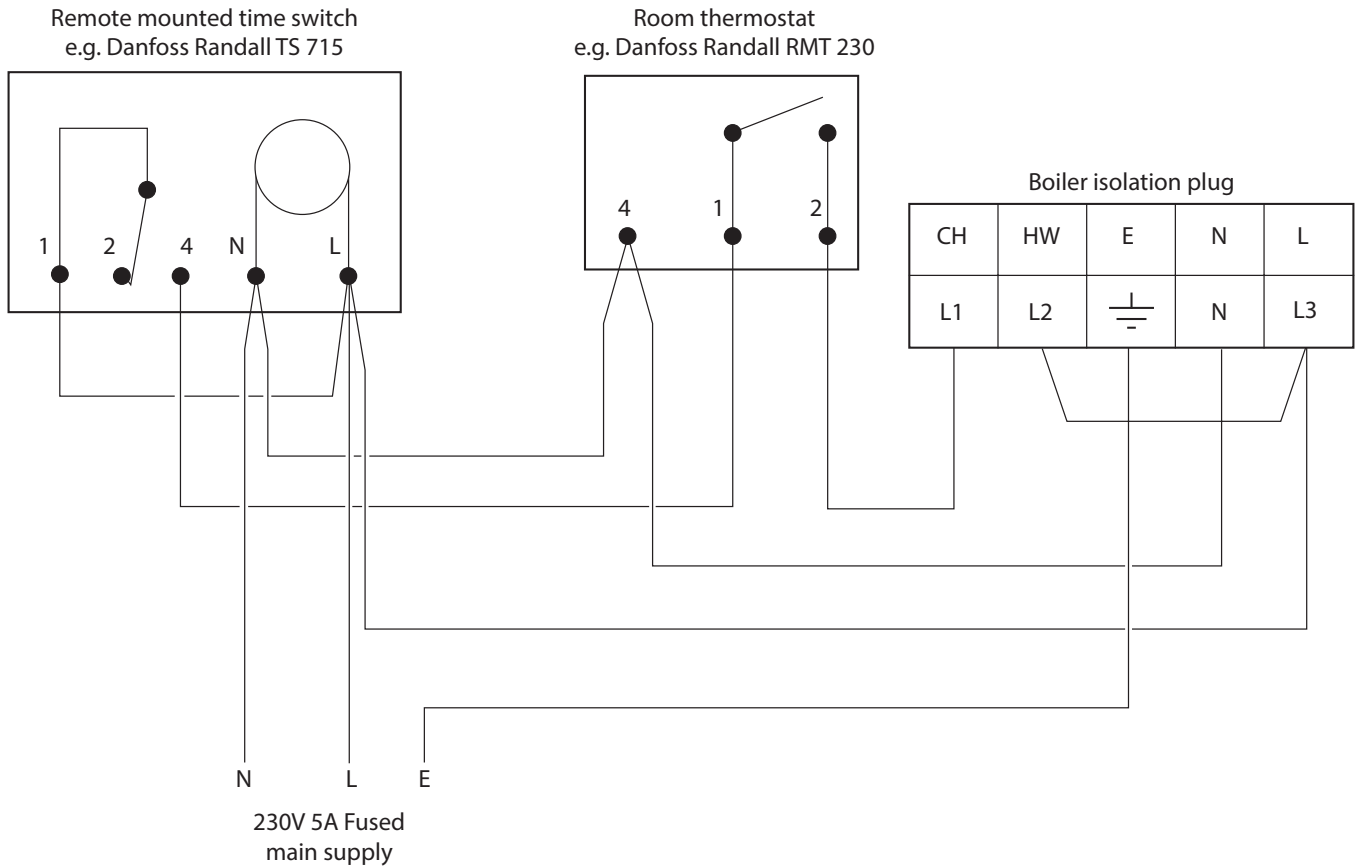 Remote mounted time switch
e.g. Danfoss Randall TS 715
Room thermostat
e.g. Danfoss Randall RMT 230
1 2 4 N L
4 1 2
Boiler isolation plug
CH HW E N L
L1 L2 N L3
N L E
230V 5A Fused
main supply